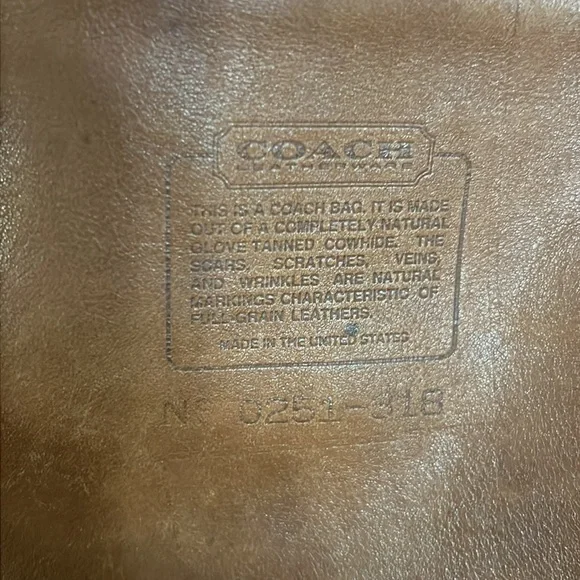 COACH
LEATHERWARE
THIS IS A COACH BAG. IT IS MADE
OUT OF A COMPLETELY NATURAL
GLOVE TANNED COWHIDE. THE
SCARS, SCRATCHES, VEINS,
AND WRINKLES ARE NATURAL
MARKINGS CHARACTERISTIC OF
FULL-GRAIN LEATHERS.
MADE IN THE UNITED STATES
Nº 0251-318